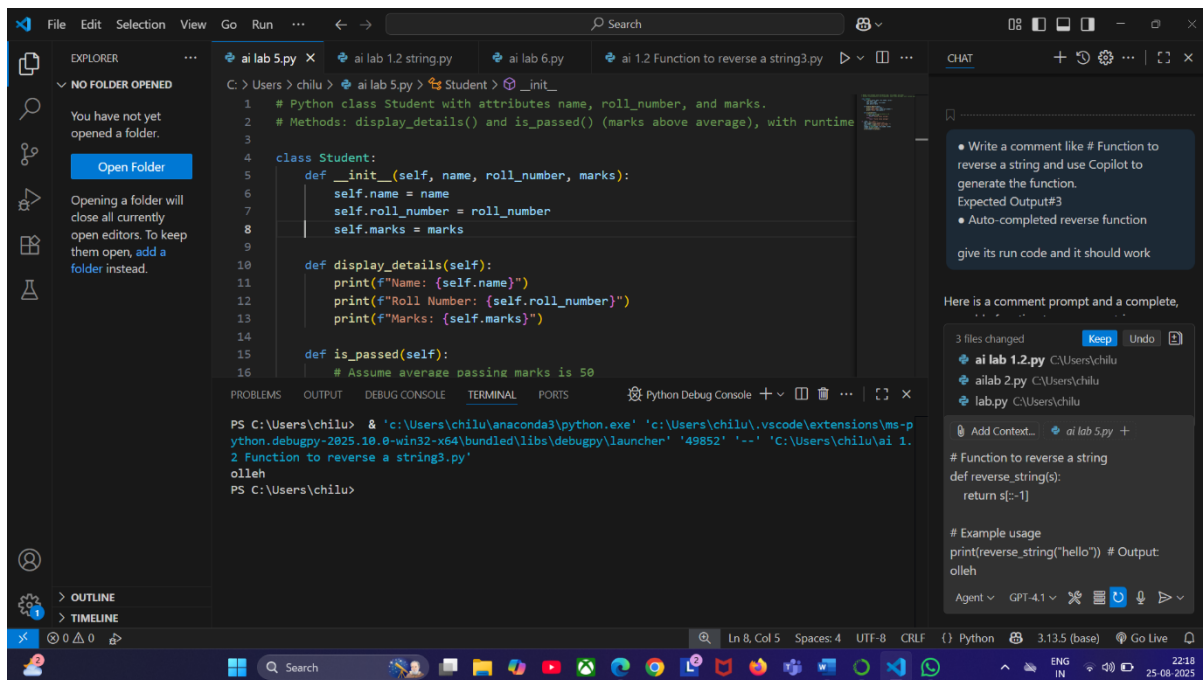 File Edit Selection View Go Run ··· Search
EXPLORER ···
NO FOLDER OPENED
You have not yet
opened a folder.
Open Folder
Opening a folder will
close all currently
open editors. To keep
them open, add a
folder instead.
OUTLINE
TIMELINE
ai lab 5.py ai lab 1.2 string.py ai lab 6.py ai 1.2 Function to reverse a string3.py
C: > Users > chilu > ai lab 5.py > Student > __init__
1 # Python class Student with attributes name, roll_number, and marks.
2 # Methods: display_details() and is_passed() (marks above average), with runtime
3
4 class Student:
5 def __init__(self, name, roll_number, marks):
6 self.name = name
7 self.roll_number = roll_number
8 self.marks = marks
9
10 def display_details(self):
11 print(f"Name: {self.name}")
12 print(f"Roll Number: {self.roll_number}")
13 print(f"Marks: {self.marks}")
14
15 def is_passed(self):
16 # Assume average passing marks is 50
PROBLEMS OUTPUT DEBUG CONSOLE TERMINAL PORTS Python Debug Console
PS C:\Users\chilu> & 'c:\Users\chilu\anaconda3\python.exe' 'c:\Users\chilu\.vscode\extensions\ms-p
ython.debugpy-2025.10.0-win32-x64\bundled\libs\debugpy\launcher' '49852' '--' 'C:\Users\chilu\ai 1.
2 Function to reverse a string3.py'
olleh
PS C:\Users\chilu>
CHAT
● Write a comment like # Function to
reverse a string and use Copilot to
generate the function.
Expected Output#3
● Auto-completed reverse function
give its run code and it should work
Here is a comment prompt and a complete,
3 files changed Keep Undo
ai lab 1.2.py C:\Users\chilu
ailab 2.py C:\Users\chilu
lab.py C:\Users\chilu
Add Context... ai lab 5.py
# Function to reverse a string
def reverse_string(s):
return s[::-1]
# Example usage
print(reverse_string("hello")) # Output:
olleh
Agent GPT-4.1
0 0 Ln 8, Col 5 Spaces: 4 UTF-8 CRLF {} Python 3.13.5 (base) Go Live
Search ENG 22:18
IN 25-08-2025